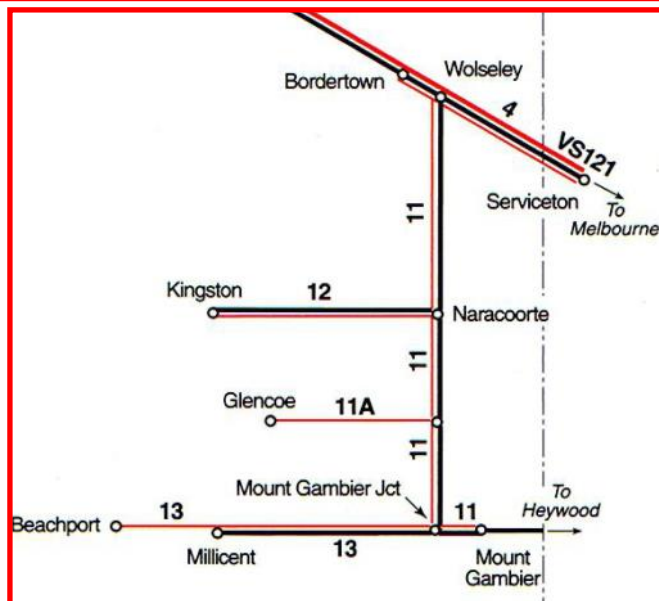 Wolseley
Bordertown
4
VS121
Serviceton
To
Melbourne
11
Kingston
12
Naracoorte
11
Glencoe
11A
11
Mount Gambier Jct
To
Heywood
13
11
Beachport
Millicent
13
Mount
Gambier